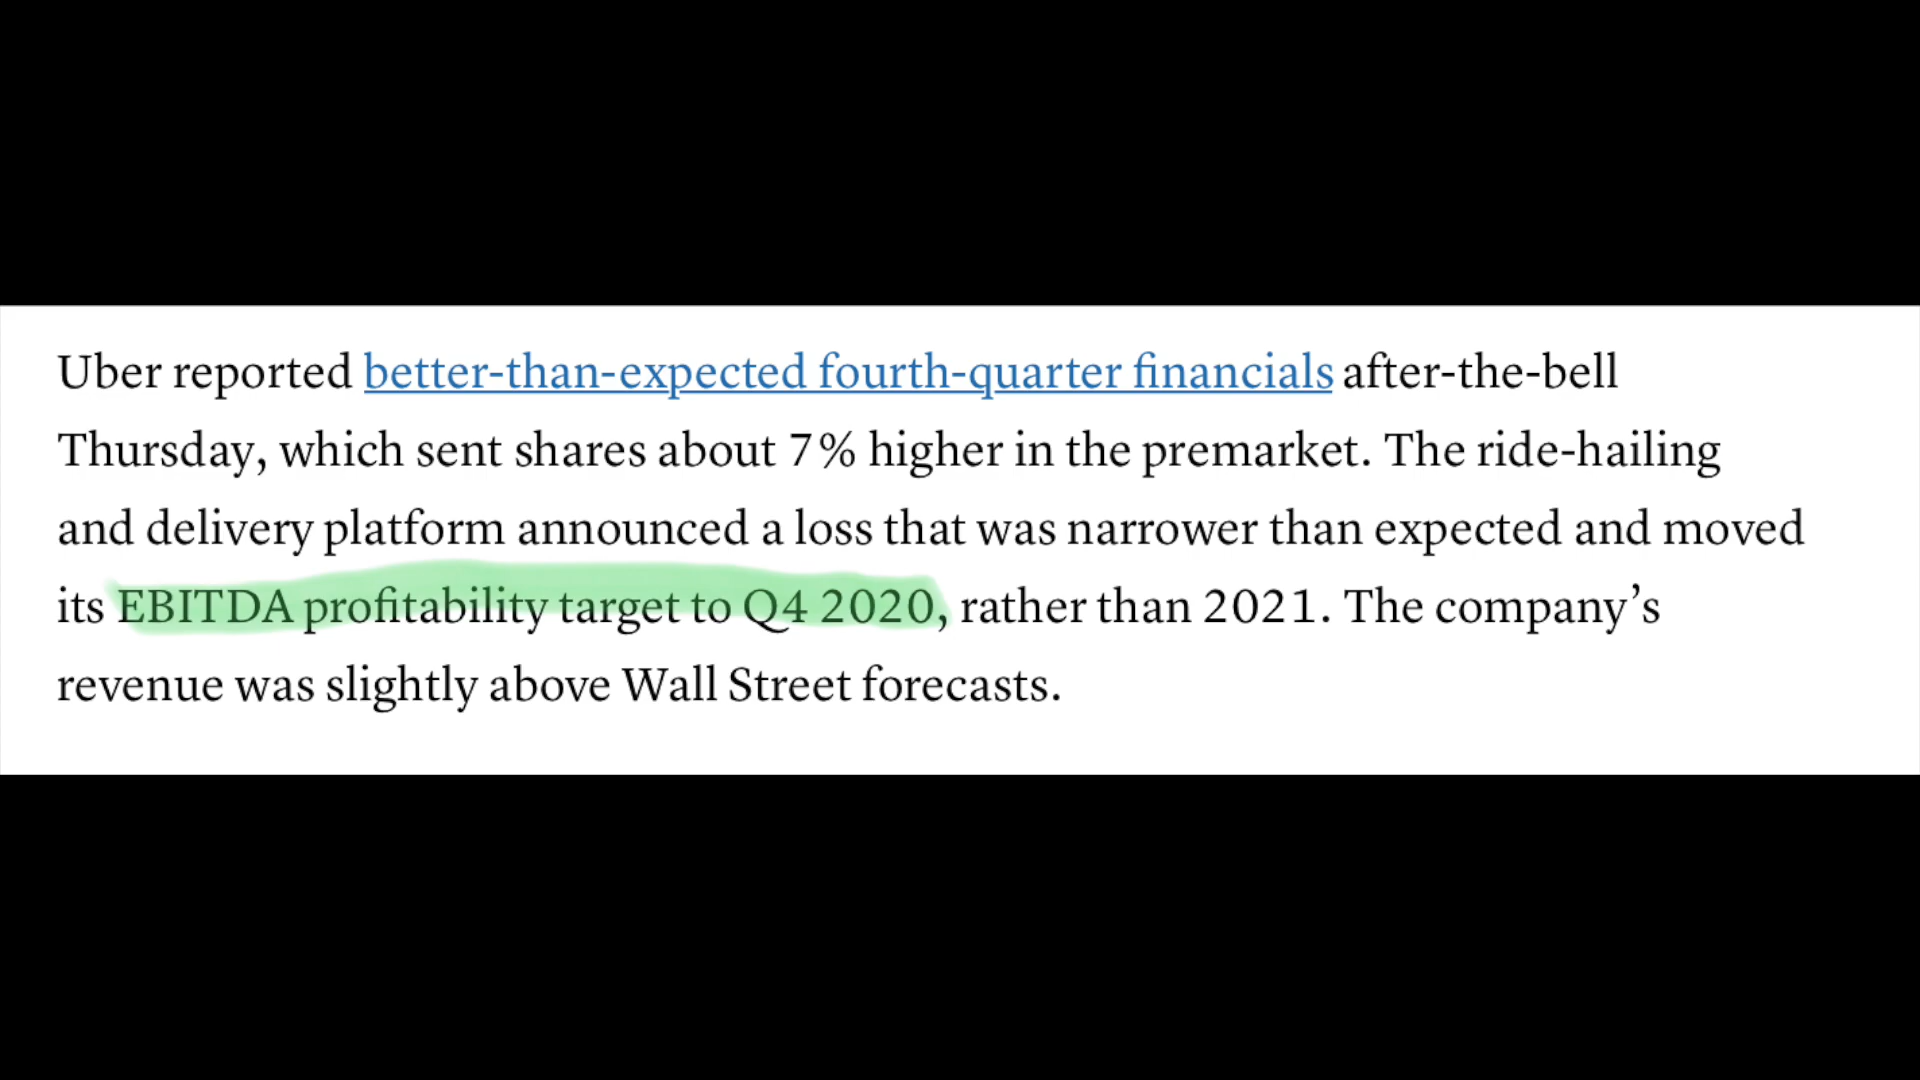 Uber reported better-than-expected fourth-quarter financials after-the-bell
Thursday, which sent shares about 7% higher in the premarket. The ride-hailing
and delivery platform announced a loss that was narrower than expected and moved
its EBITDA profitability target to Q4 2020, rather than 2021. The company’s
revenue was slightly above Wall Street forecasts.